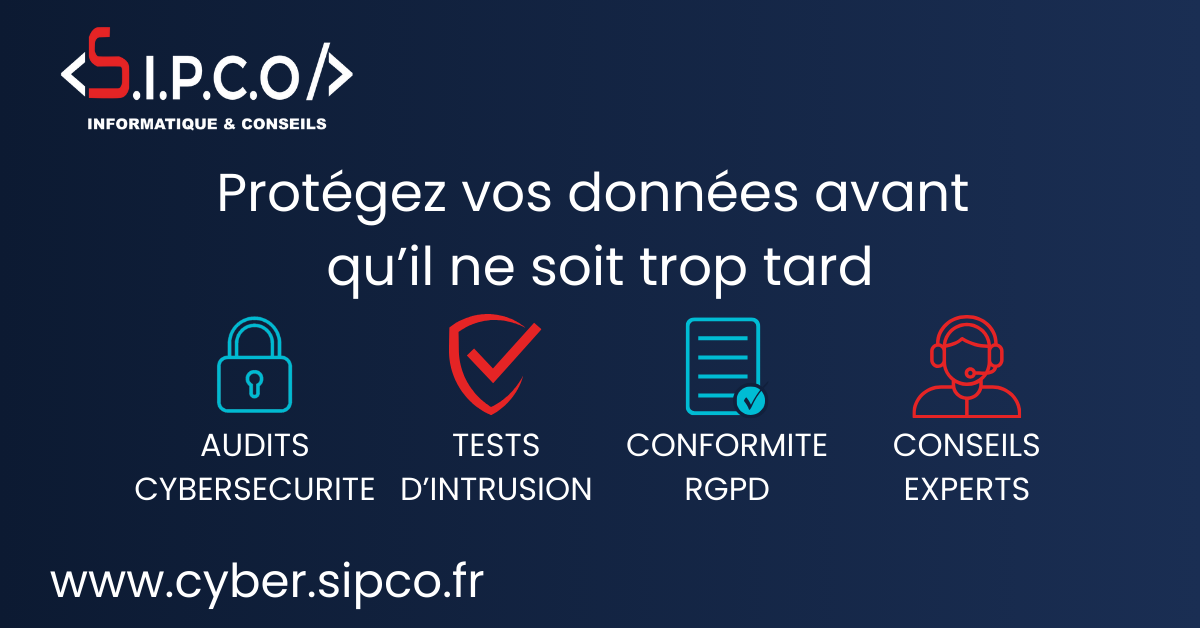 <S.I.P.C.O/>
INFORMATIQUE & CONSEILS
Protégez vos données avant
qu’il ne soit trop tard
AUDITS
CYBERSECURITE
TESTS
D’INTRUSION
CONFORMITE
RGPD
CONSEILS
EXPERTS
www.cyber.sipco.fr